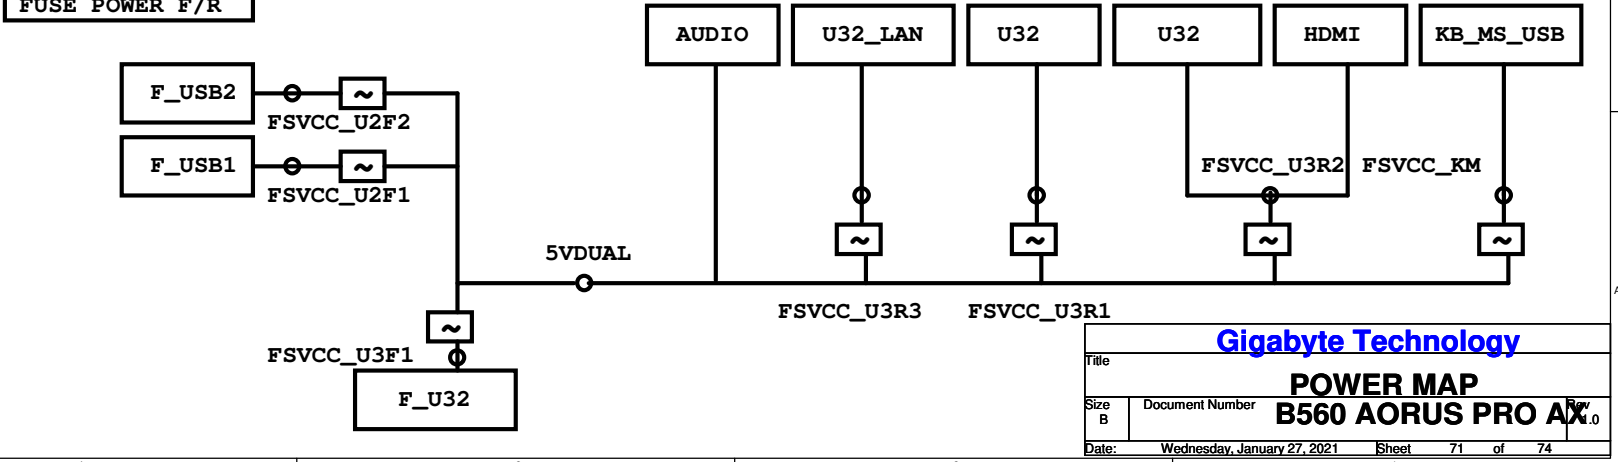 FUSE POWER F/R
AUDIO
U32_LAN
U32
U32
HDMI
KB_MS_USB
F_USB2
FSVCC_U2F2
F_USB1
FSVCC_U2F1
FSVCC_U3R2
FSVCC_KM
5VDUAL
FSVCC_U3R3
FSVCC_U3R1
FSVCC_U3F1
F_U32
Gigabyte Technology
Title
POWER MAP
Size
B
Document Number
B560 AORUS PRO AX
Rev
1.0
Date: Wednesday, January 27, 2021 Sheet 71 of 74
A